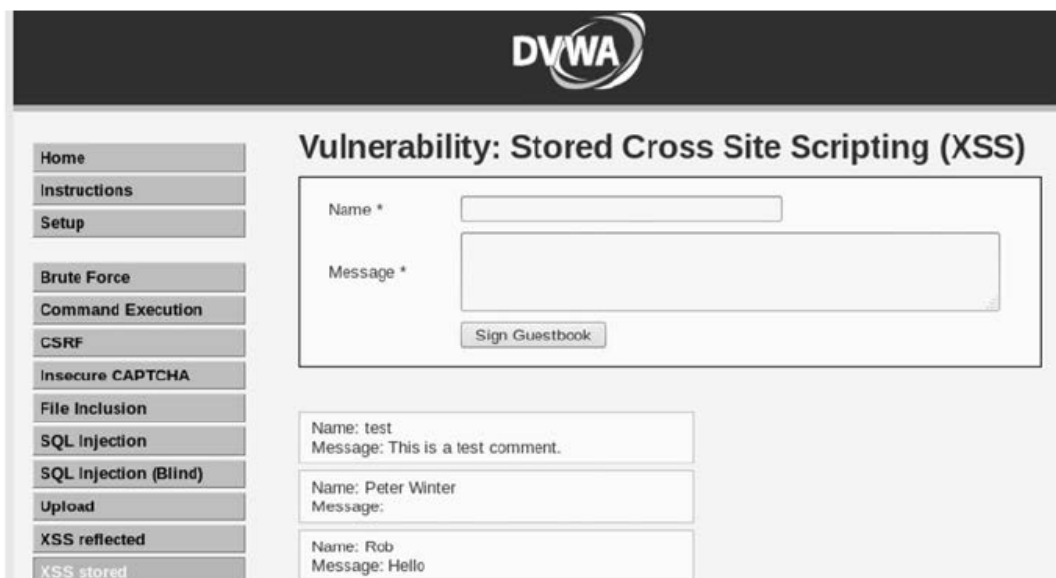 DVWA
Home
Instructions
Setup
Brute Force
Command Execution
CSRF
Insecure CAPTCHA
File Inclusion
SQL Injection
SQL Injection (Blind)
Upload
XSS reflected
XSS stored
Vulnerability: Stored Cross Site Scripting (XSS)
Name *
Message *
Sign Guestbook
Name: test
Message: This is a test comment.
Name: Peter Winter
Message:
Name: Rob
Message: Hello